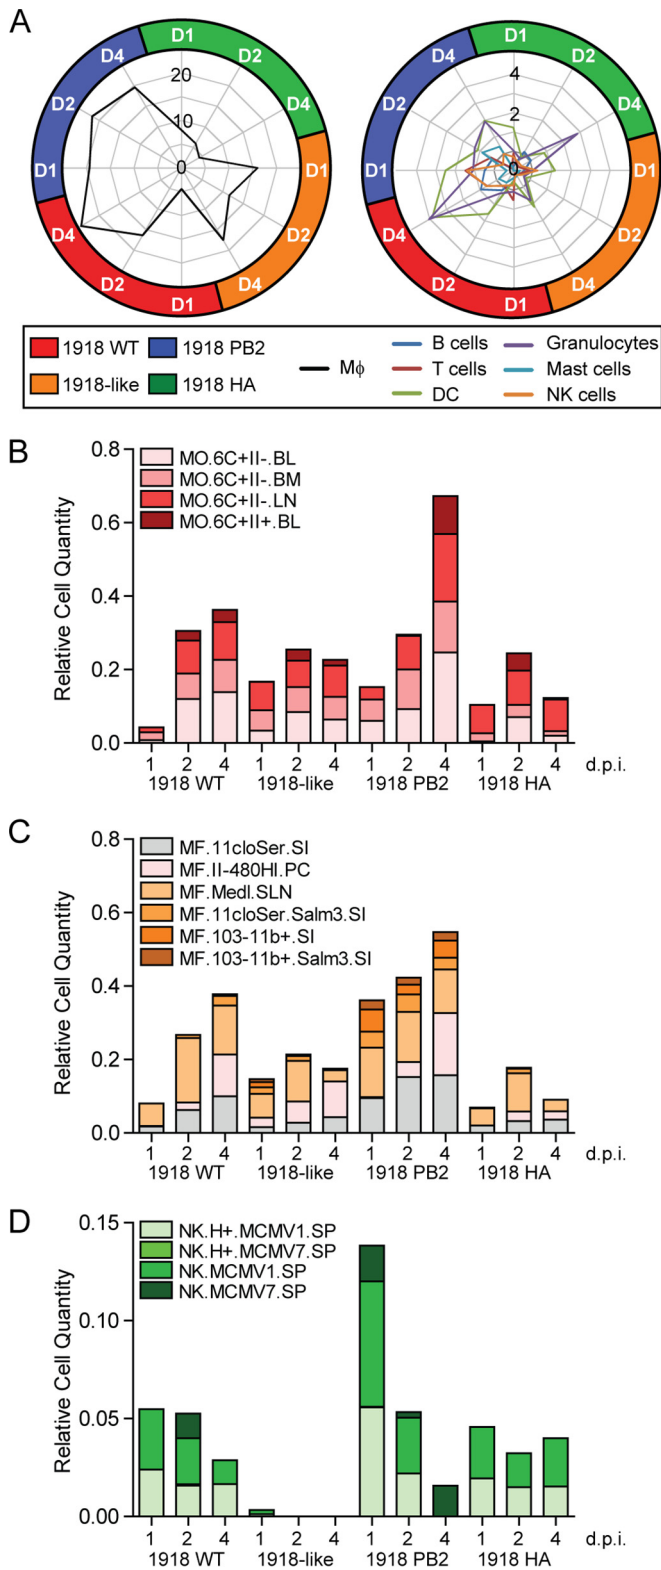 A
D1 D2 D4 D1 D2 D4 D1 D2 D4 D1 D2 D4
20
10
0
D1 D2 D4 D1 D2 D4 D1 D2 D4 D1 D2 D4
4
2
0
1918 WT
1918 PB2
1918-like
1918 HA
Mϕ
B cells
Granulocytes
T cells
Mast cells
DC
NK cells
B
Relative Cell Quantity
0.8
0.6
0.4
0.2
0.0
MO.6C+II-.BL
MO.6C+II-.BM
MO.6C+II-.LN
MO.6C+II+.BL
1 2 4 1 2 4 1 2 4 1 2 4 d.p.i.
1918 WT 1918-like 1918 PB2 1918 HA
C
Relative Cell Quantity
0.8
0.6
0.4
0.2
0.0
MF.11cloSer.SI
MF.II-480HI.PC
MF.Medl.SLN
MF.11cloSer.Salm3.SI
MF.103-11b+.SI
MF.103-11b+.Salm3.SI
1 2 4 1 2 4 1 2 4 1 2 4 d.p.i.
1918 WT 1918-like 1918 PB2 1918 HA
D
Relative Cell Quantity
0.15
0.10
0.05
0.00
NK.H+.MCMV1.SP
NK.H+.MCMV7.SP
NK.MCMV1.SP
NK.MCMV7.SP
1 2 4 1 2 4 1 2 4 1 2 4 d.p.i.
1918 WT 1918-like 1918 PB2 1918 HA